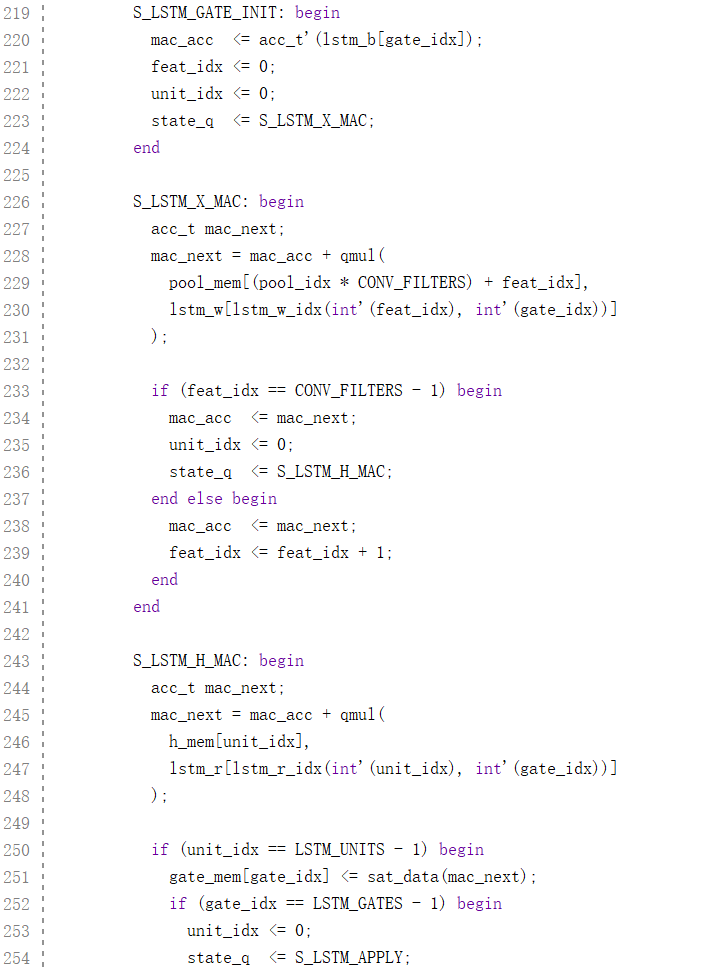 219 S_LSTM_GATE_INIT: begin
220 mac_acc <= acc_t'(lstm_b[gate_idx]);
221 feat_idx <= 0;
222 unit_idx <= 0;
223 state_q <= S_LSTM_X_MAC;
224 end
225
226 S_LSTM_X_MAC: begin
227 acc_t mac_next;
228 mac_next = mac_acc + qmul(
229 pool_mem[(pool_idx * CONV_FILTERS) + feat_idx],
230 lstm_w[lstm_w_idx(int'(feat_idx), int'(gate_idx))]
231 );
232
233 if (feat_idx == CONV_FILTERS - 1) begin
234 mac_acc <= mac_next;
235 unit_idx <= 0;
236 state_q <= S_LSTM_H_MAC;
237 end else begin
238 mac_acc <= mac_next;
239 feat_idx <= feat_idx + 1;
240 end
241 end
242
243 S_LSTM_H_MAC: begin
244 acc_t mac_next;
245 mac_next = mac_acc + qmul(
246 h_mem[unit_idx],
247 lstm_r[lstm_r_idx(int'(unit_idx), int'(gate_idx))]
248 );
249
250 if (unit_idx == LSTM_UNITS - 1) begin
251 gate_mem[gate_idx] <= sat_data(mac_next);
252 if (gate_idx == LSTM_GATES - 1) begin
253 unit_idx <= 0;
254 state_q <= S_LSTM_APPLY;